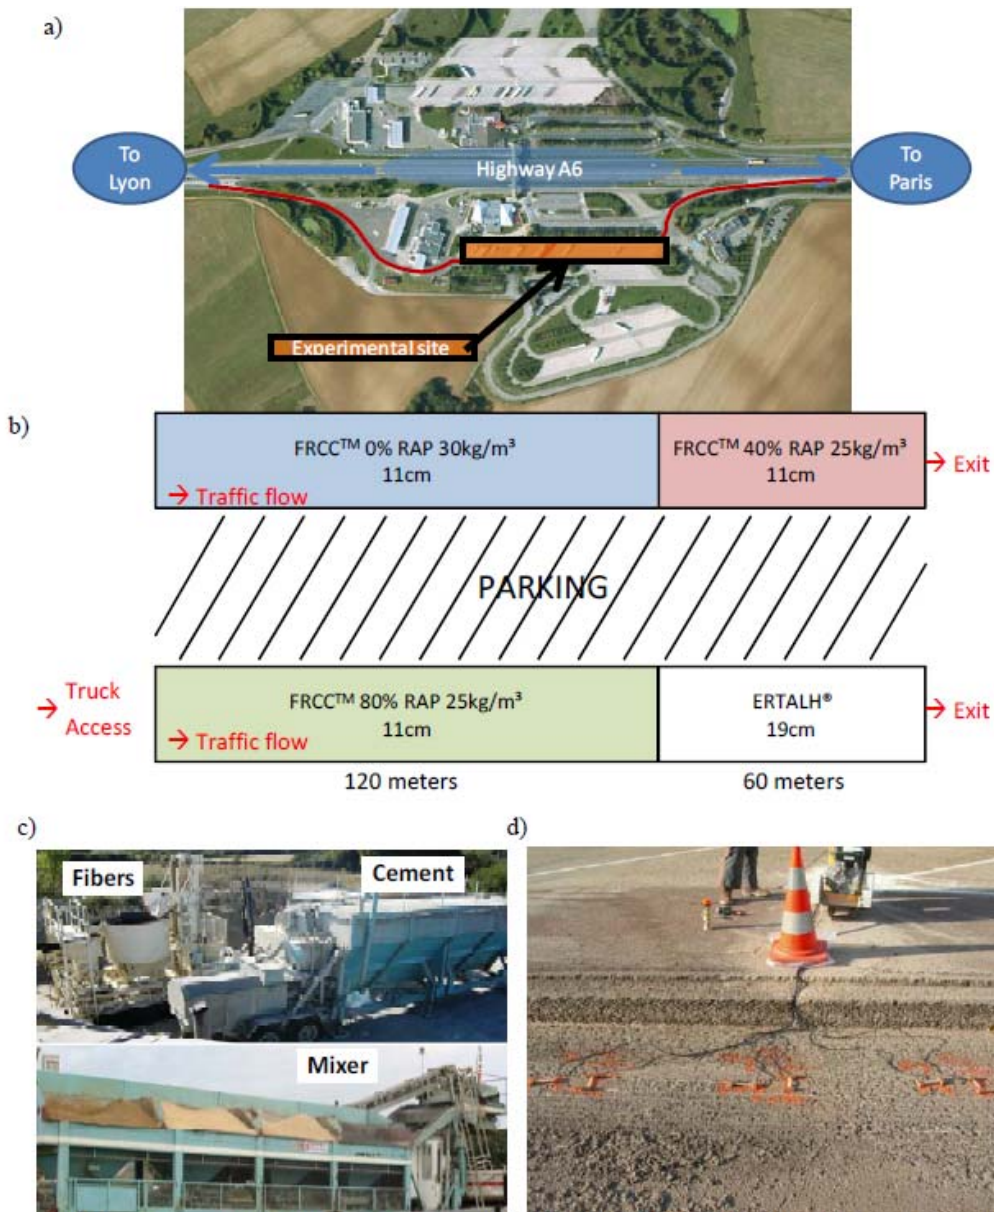 a)
To
Lyon
Highway A6
To
Paris
Experimental site
b)
FRCC™ 0% RAP 30kg/m³
11cm
→ Traffic flow
FRCC™ 40% RAP 25kg/m³
11cm
→ Exit
PARKING
→ Truck
Access
FRCC™ 80% RAP 25kg/m³
11cm
→ Traffic flow
ERTALH®
19cm
→ Exit
120 meters
60 meters
c)
Fibers
Cement
Mixer
d)